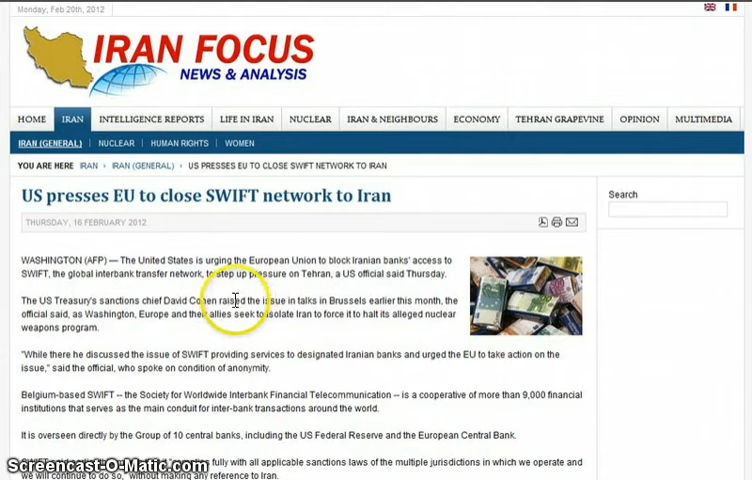 Monday, Feb 20th, 2012
IRAN FOCUS
NEWS & ANALYSIS
HOME IRAN INTELLIGENCE REPORTS LIFE IN IRAN NUCLEAR IRAN & NEIGHBOURS ECONOMY TEHRAN GRAPEVINE OPINION MULTIMEDIA
IRAN (GENERAL) NUCLEAR HUMAN RIGHTS WOMEN
YOU ARE HERE IRAN › IRAN (GENERAL) › US PRESSES EU TO CLOSE SWIFT NETWORK TO IRAN
US presses EU to close SWIFT network to Iran
Search
THURSDAY, 16 FEBRUARY 2012
WASHINGTON (AFP) — The United States is urging the European Union to block Iranian banks' access to
SWIFT, the global interbank transfer network, to step up pressure on Tehran, a US official said Thursday.
The US Treasury's sanctions chief David Cohen raised the issue in talks in Brussels earlier this month, the
official said, as Washington, Europe and their allies seek to isolate Iran to force it to halt its alleged nuclear
weapons program.
"While there he discussed the issue of SWIFT providing services to designated Iranian banks and urged the EU to take action on the
issue," said the official, who spoke on condition of anonymity.
Belgium-based SWIFT -- the Society for Worldwide Interbank Financial Telecommunication -- is a cooperative of more than 9,000 financial
institutions that serves as the main conduit for inter-bank transactions around the world.
It is overseen directly by the Group of 10 central banks, including the US Federal Reserve and the European Central Bank.
fully with all applicable sanctions laws of the multiple jurisdictions in which we operate and
we will continue to do so," without making any reference to Iran.
Screencast-O-Matic.com